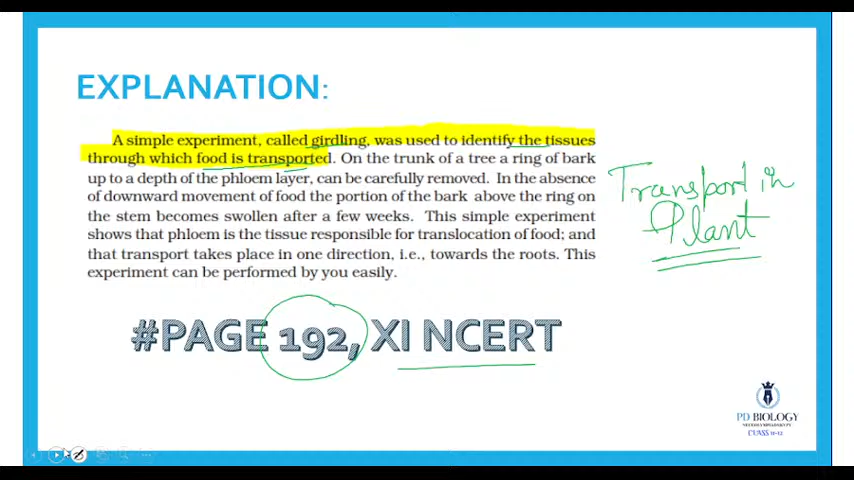 EXPLANATION:
A simple experiment, called girdling, was used to identify the tissues
through which food is transported. On the trunk of a tree a ring of bark
up to a depth of the phloem layer, can be carefully removed. In the absence
of downward movement of food the portion of the bark above the ring on
the stem becomes swollen after a few weeks. This simple experiment
shows that phloem is the tissue responsible for translocation of food; and
that transport takes place in one direction, i.e., towards the roots. This
experiment can be performed by you easily.
Transport in
Plant
#PAGE 192, XI NCERT
PD BIOLOGY
CLASS 11-12